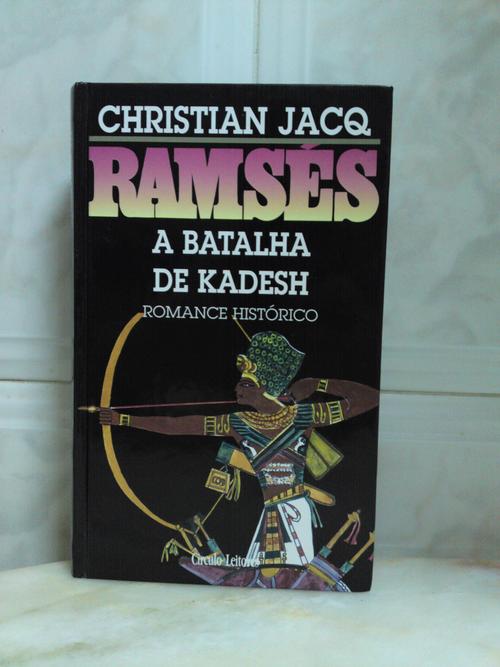 CHRISTIAN JACQ
RAMSÉS
A BATALHA
DE KADESH
ROMANCE HISTÓRICO
Círculo Leitores